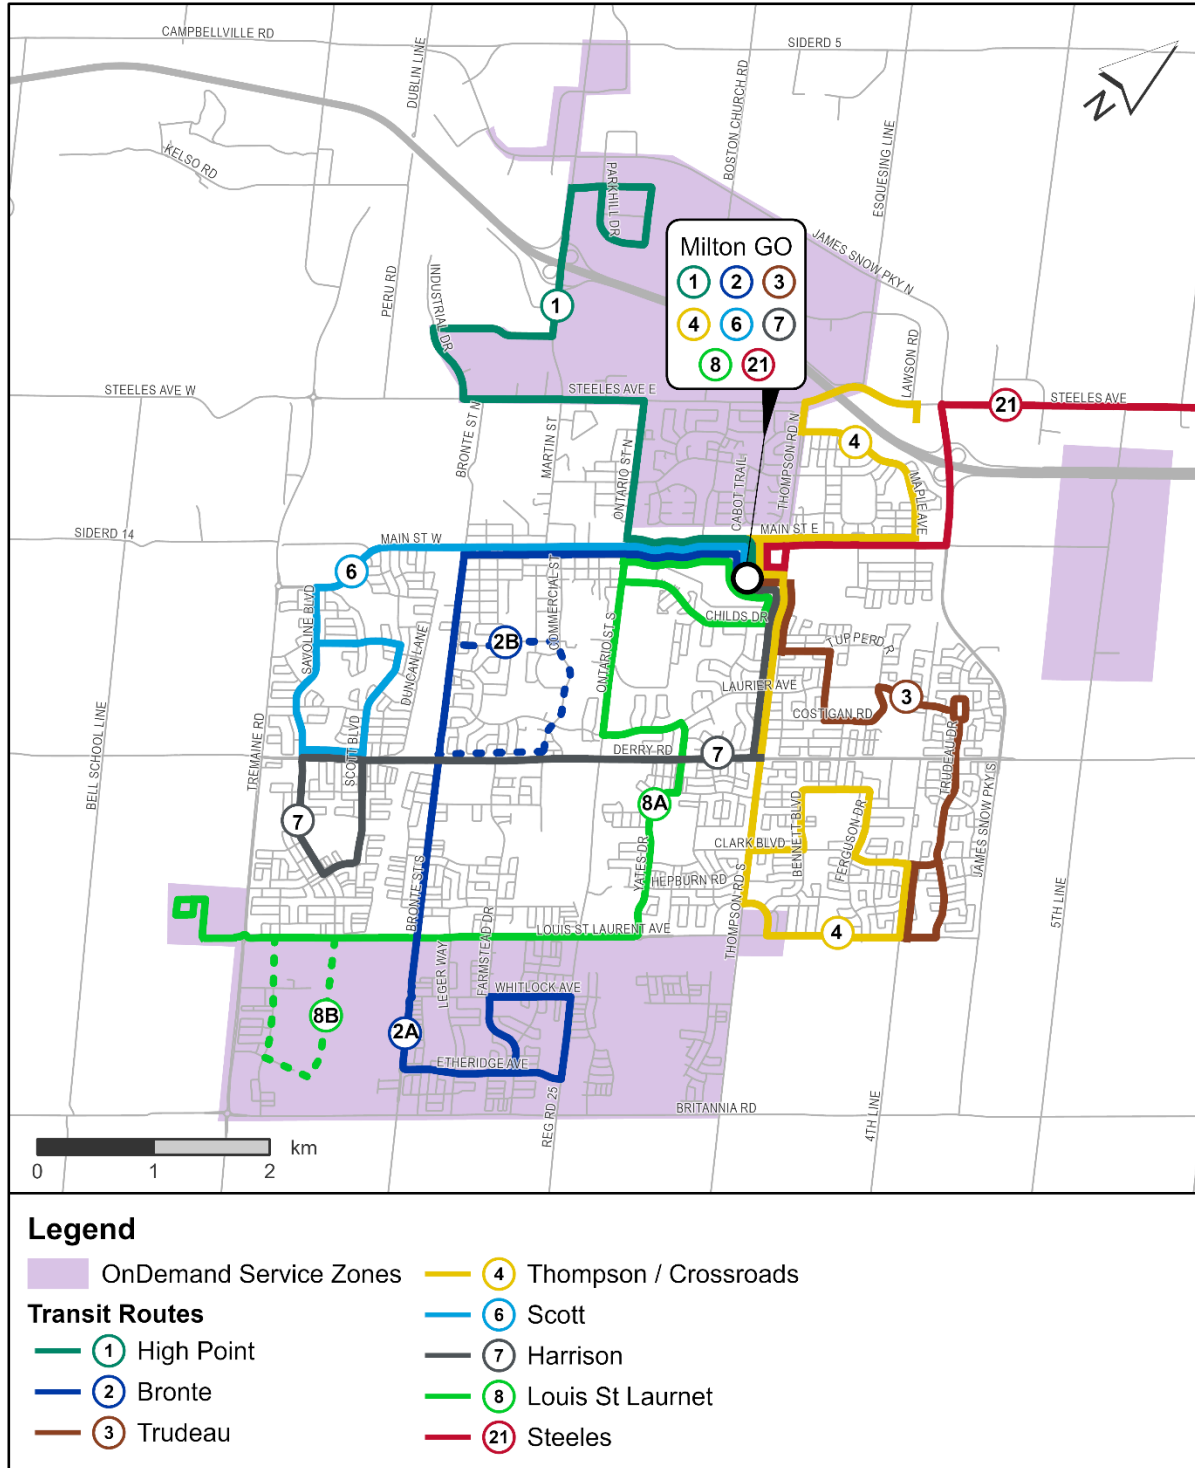 CAMPBELLVILLE RD
SIDERD 5
DUBLIN LINE
BOSTON CHURCH RD
ESQUESING LINE
N
KELSO RD
PARKHILL DR
JAMES SNOW PKY N
PERU RD
INDUSTRIAL DR
Milton GO
1 2 3
4 6 7
8 21
1
LAWSON RD
STEELES AVE W
STEELES AVE E
21
STEELES AVE
BRONTE ST N
MARTIN ST
ONTARIO ST N
CABOT TRAIL
THOMPSON RD N
4
MAPLE AVE
SIDERD 14
MAIN ST W
MAIN ST E
6
COMMERCIAL ST
SAVOLINE BLVD
DUNCAN LANE
2B
ONTARIO ST S
CHILDS DR
TUPPER DR
LAURIER AVE
3
COSTIGAN RD
BELL SCHOOL LINE
TREMAINE RD
SCOTT BLVD
DERRY RD
7
TRUDEAU DR
JAMES SNOW PKY S
7
8A
BENNETT BLVD
FERGUSON DR
CLARK BLVD
YATES DR
HEPBURN RD
BRONTE ST S
THOMPSON RD S
5TH LINE
LOUIS ST LAURENT AVE
4
LEGER WAY
FARMSTEAD DR
WHITLOCK AVE
8B
2A
ETHERIDGE AVE
REG RD 25
BRITANNIA RD
4TH LINE
km
0 1 2
Legend
OnDemand Service Zones
Transit Routes
1 High Point
2 Bronte
3 Trudeau
4 Thompson / Crossroads
6 Scott
7 Harrison
8 Louis St Laurnet
21 Steeles